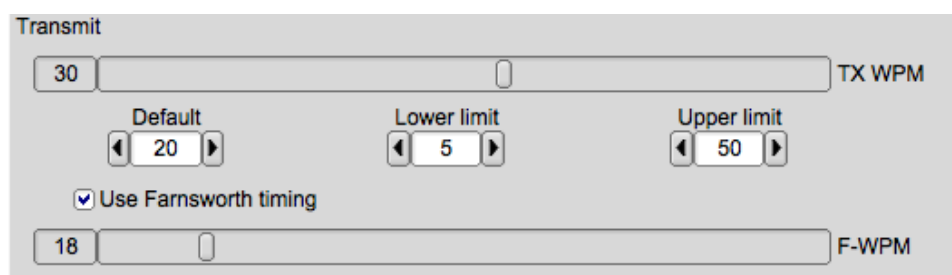 Transmit
30 TX WPM
Default Lower limit Upper limit
20 5 50
Use Farnsworth timing
18 F-WPM